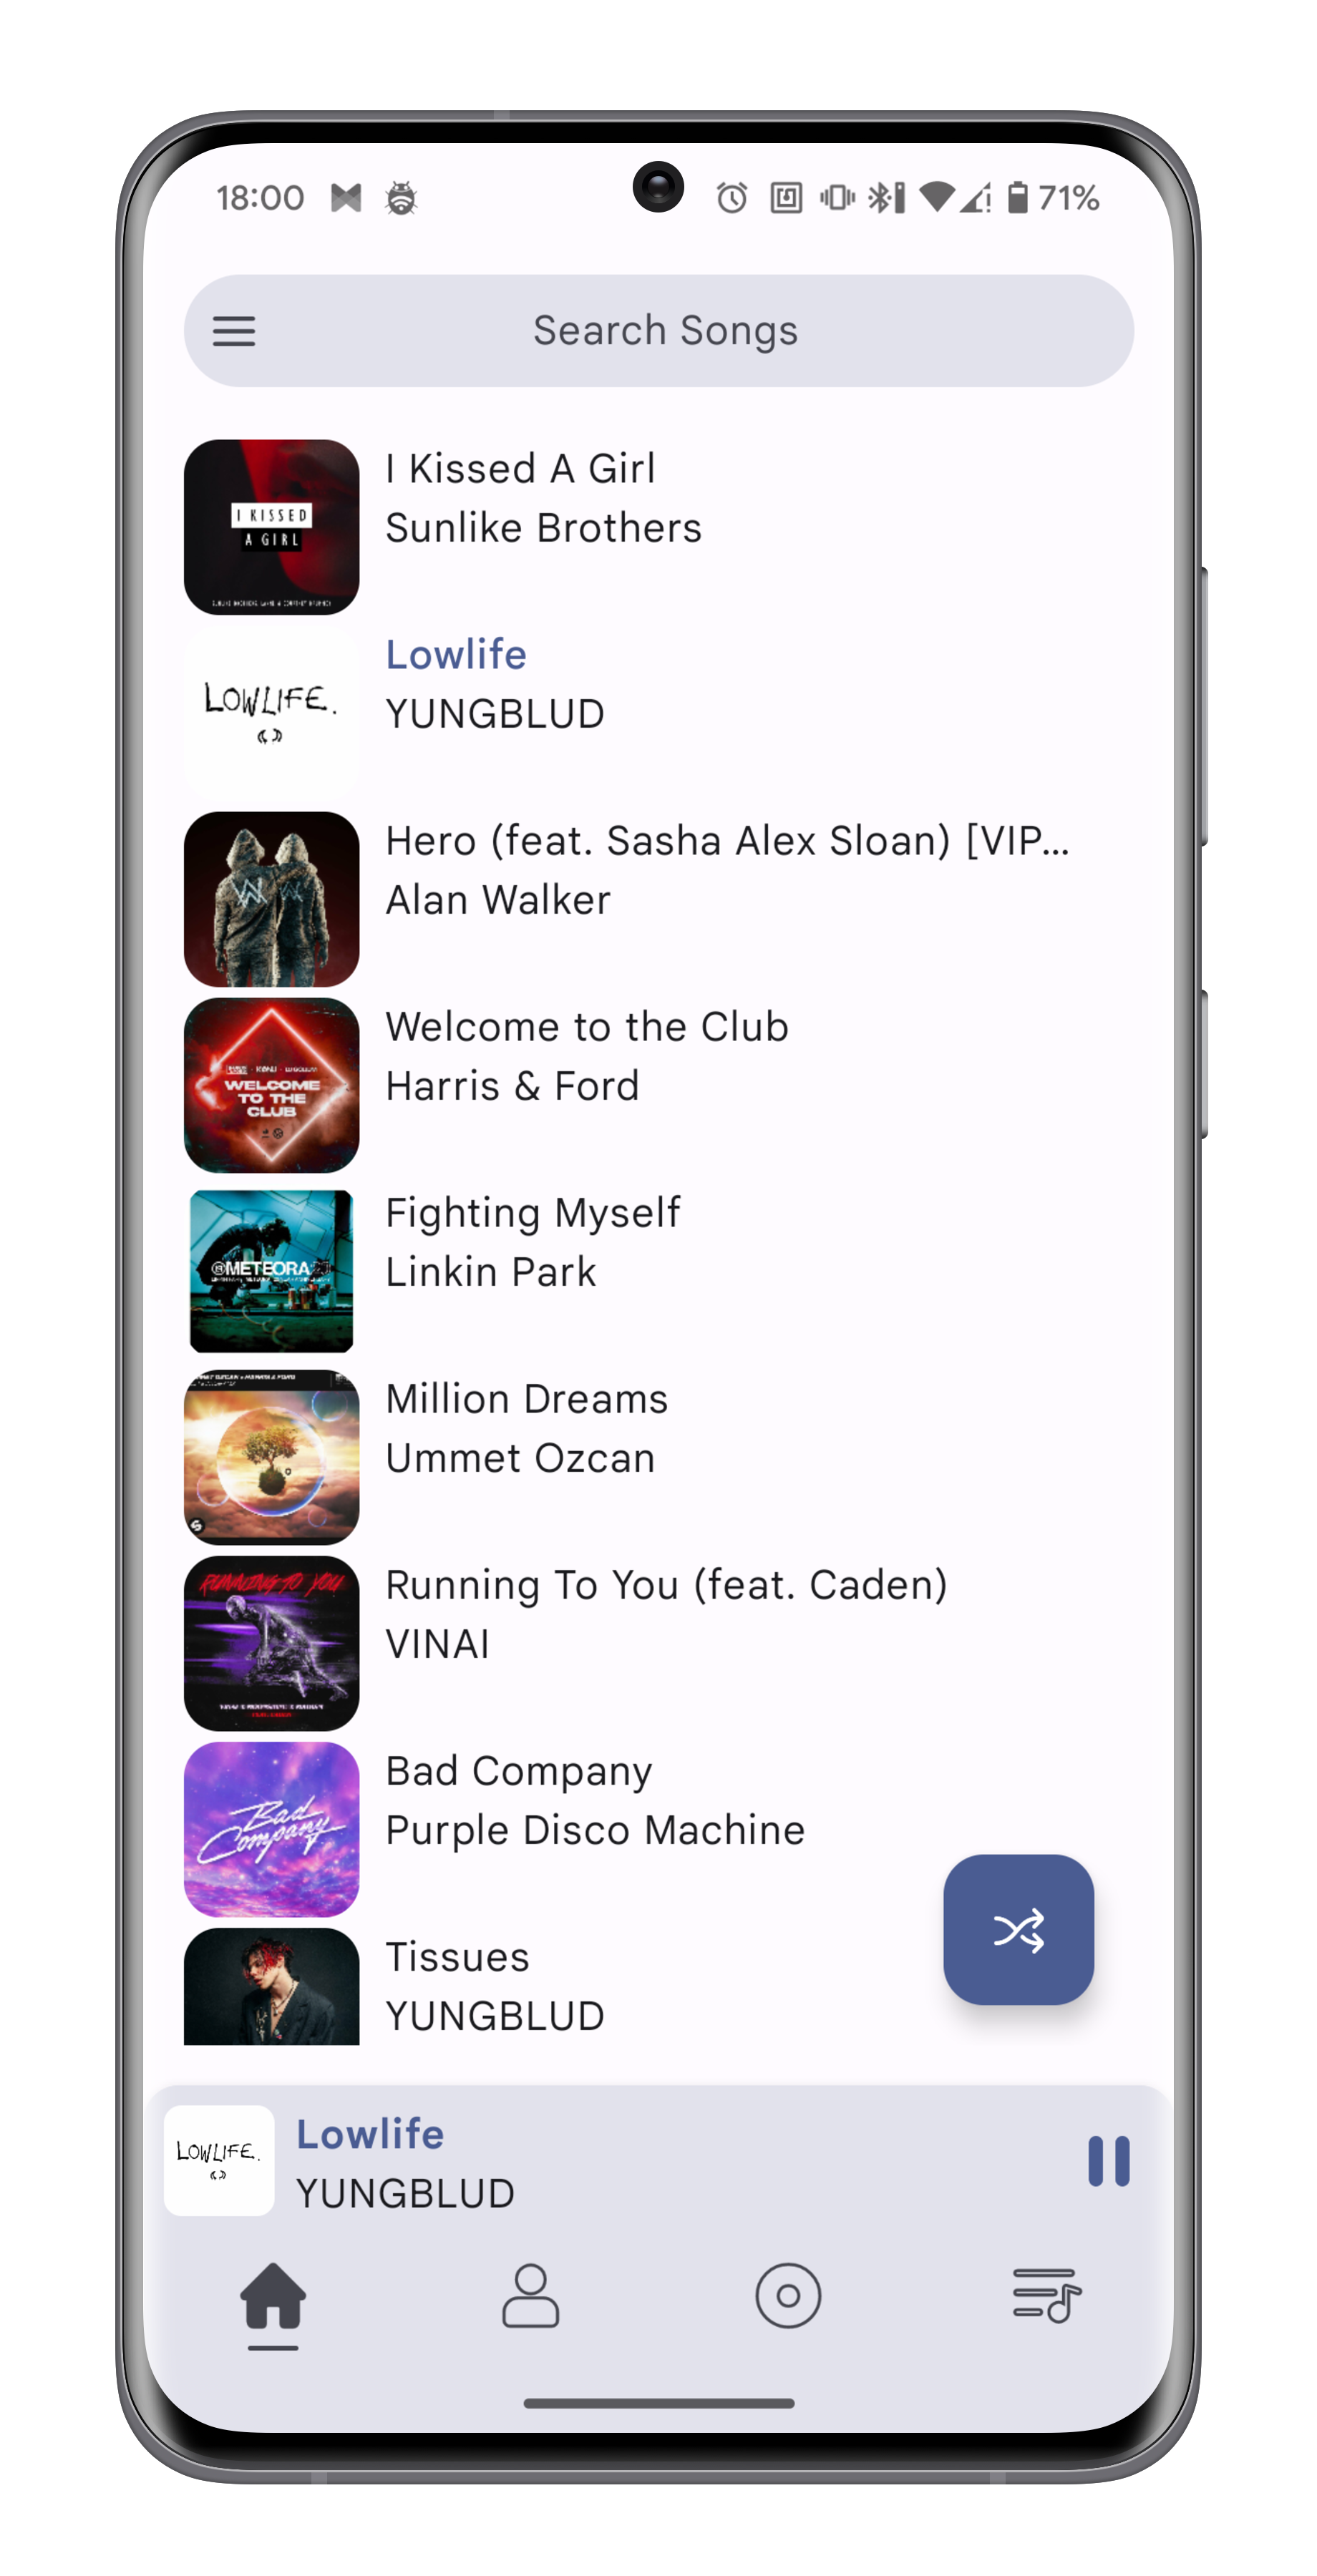 18:00 71%
Search Songs
I KISSED
A GIRL
I Kissed A Girl
Sunlike Brothers
LOWLIFE.
Lowlife
YUNGBLUD
Hero (feat. Sasha Alex Sloan) [VIP...
Alan Walker
WELCOME
TO THE
CLUB
Welcome to the Club
Harris & Ford
METEORA
Fighting Myself
Linkin Park
Million Dreams
Ummet Ozcan
RUNNING TO YOU
Running To You (feat. Caden)
VINAI
Bad
Company
Bad Company
Purple Disco Machine
Tissues
YUNGBLUD
LOWLIFE.
Lowlife
YUNGBLUD